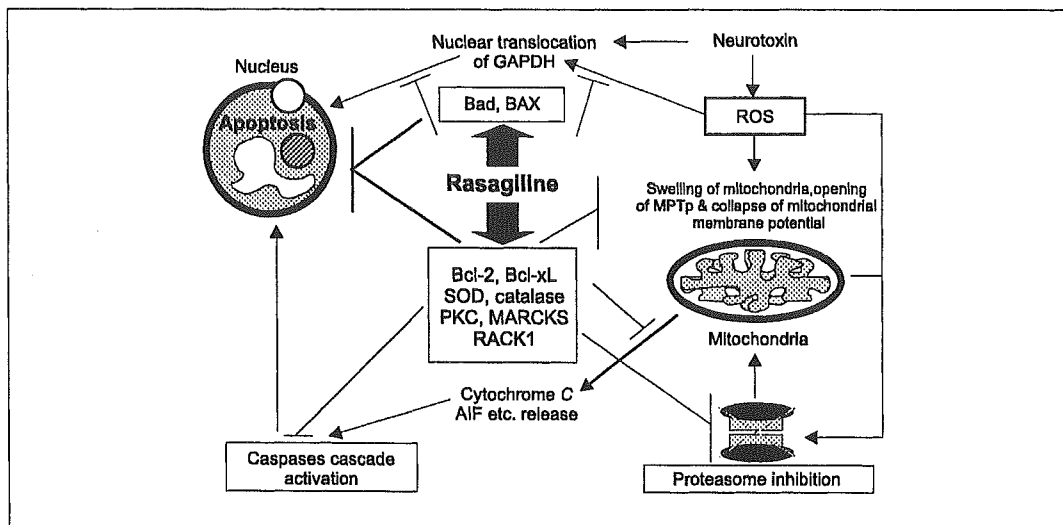 Nuclear translocation
of GAPDH
Neurotoxin
Nucleus
Apoptosis
Bad, BAX
ROS
Rasagiline
Swelling of mitochondria,opening
of MPTp & collapse of mitochondrial
membrane potential
Bcl-2, Bcl-xL
SOD, catalase
PKC, MARCKS
RACK1
Mitochondria
Cytochrome C
AIF etc. release
Caspases cascade
activation
Proteasome inhibition